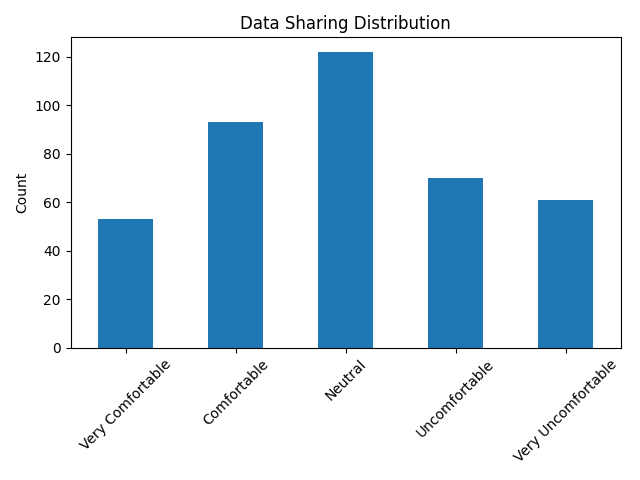 Data Sharing Distribution
120
100
80
60
40
20
0
Count
Very Comfortable
Comfortable
Neutral
Uncomfortable
Very Uncomfortable